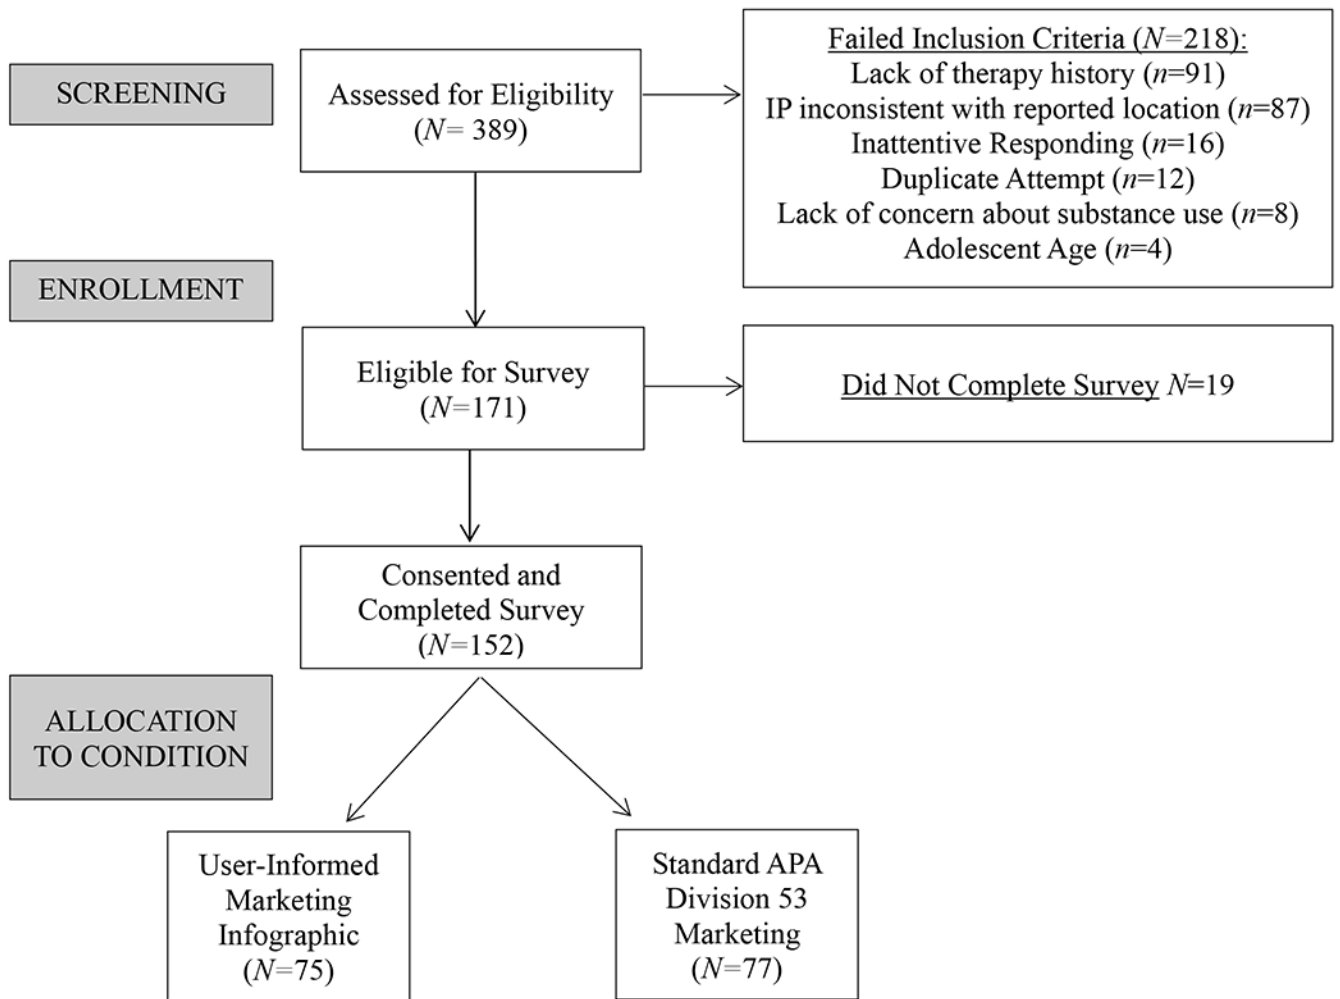 SCREENING
Assessed for Eligibility
(N= 389)
Failed Inclusion Criteria (N=218):
Lack of therapy history (n=91)
IP inconsistent with reported location (n=87)
Inattentive Responding (n=16)
Duplicate Attempt (n=12)
Lack of concern about substance use (n=8)
Adolescent Age (n=4)
ENROLLMENT
Eligible for Survey
(N=171)
Did Not Complete Survey N=19
Consented and
Completed Survey
(N=152)
ALLOCATION
TO CONDITION
User-Informed
Marketing
Infographic
(N=75)
Standard APA
Division 53
Marketing
(N=77)